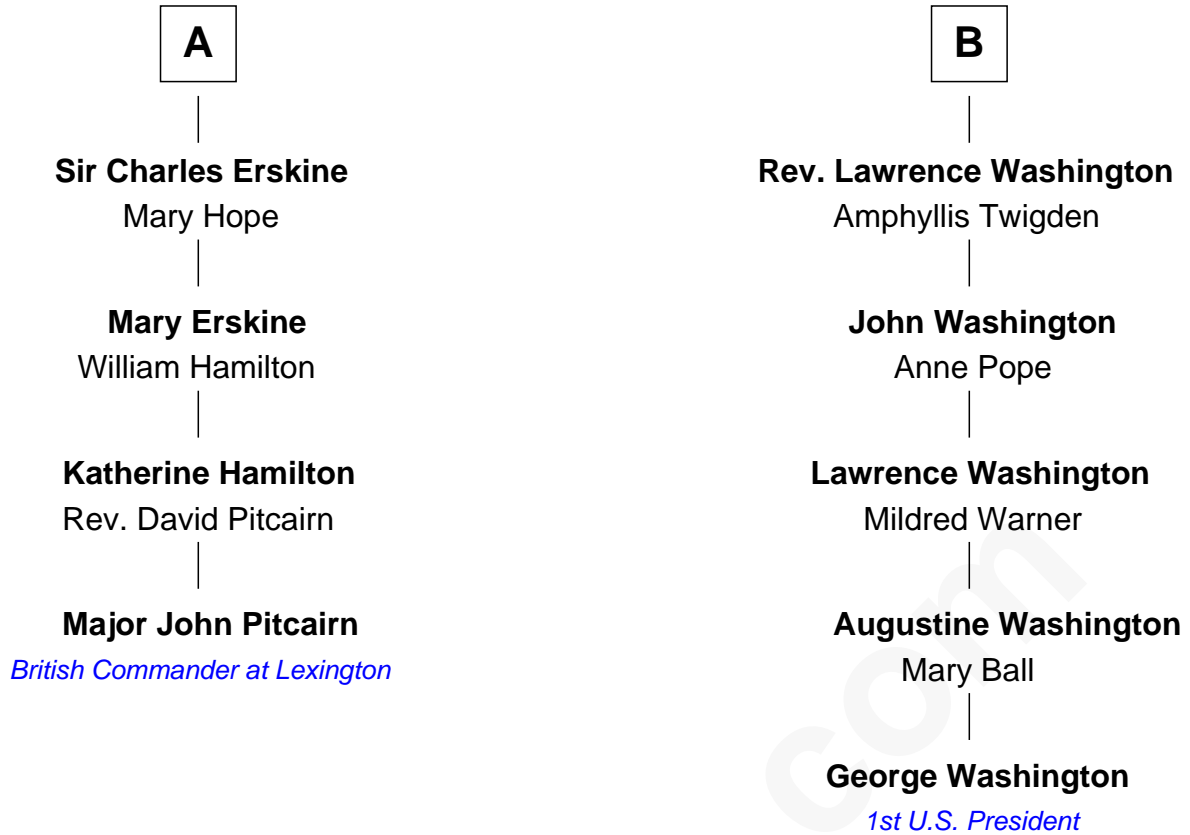 A
Sir Charles Erskine
Mary Hope
Mary Erskine
William Hamilton
Katherine Hamilton
Rev. David Pitcairn
Major John Pitcairn
British Commander at Lexington
B
Rev. Lawrence Washington
Amphyllis Twigden
John Washington
Anne Pope
Lawrence Washington
Mildred Warner
Augustine Washington
Mary Ball
George Washington
1st U.S. President
com